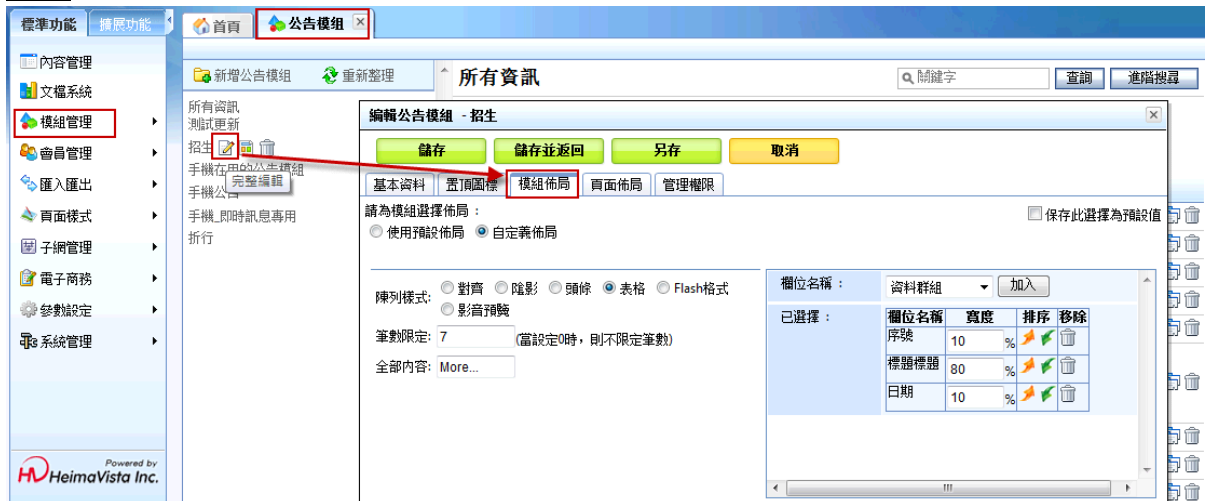 標準功能 擴展功能 首頁 公告模組
內容管理
文檔系統
模組管理
會員管理
匯入匯出
頁面樣式
子網管理
電子商務
參數設定
系統管理
Powered by
HeimaVista Inc.
新增公告模組 重新整理
所有資訊
測試更新
招生
手機在用的公告模組
完整編輯
手機公告
手機_即時訊息專用
折行
所有資訊 關鍵字 查詢 進階搜尋
編輯公告模組 - 招生
儲存 儲存並返回 另存 取消
基本資料 置頂圖標 模組佈局 頁面佈局 管理權限
請為模組選擇佈局： 保存此選擇為預設值
使用預設佈局 自定義佈局
陳列樣式: 對齊 陰影 頭條 表格 Flash格式
影音預覽
筆數限定: 7 (當設定0時，則不限定筆數)
全部內容: More...
欄位名稱： 資料群組 加入
已選擇： 欄位名稱 寬度 排序 移除
序號 10 %
標題標題 80 %
日期 10 %